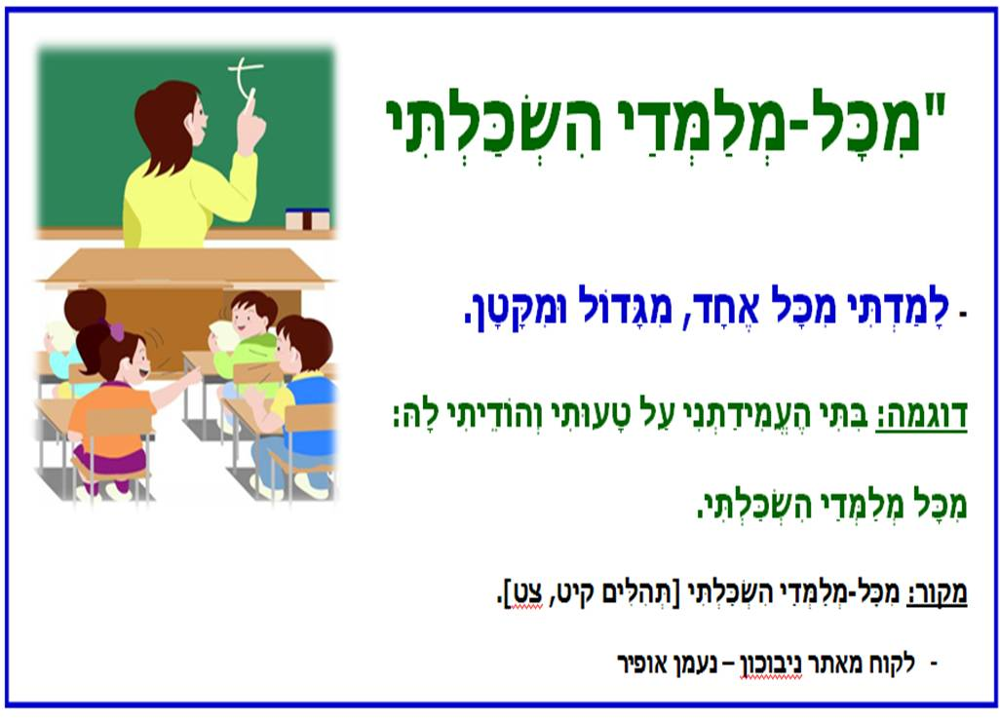 "מִכָּל-מְלַמְּדַי הִשְׂכַּלְתִּי
- לָמַדְתִּי מִכָּל אֶחָד, מִגָּדוֹל וּמִקָּטָן.
דוגמה: בִּתִּי הֶעֱמִידַתְנִי עַל טָעוּתִי וְהוֹדֵיתִי לָהּ:
מִכָּל מְלַמְּדַי הִשְׂכַּלְתִּי.
מקור: מִכָּל-מְלַמְּדַי הִשְׂכַּלְתִּי [תְּהִלִּים קיט, צט].
- לקוח מאתר ניבוכון – נעמן אופיר